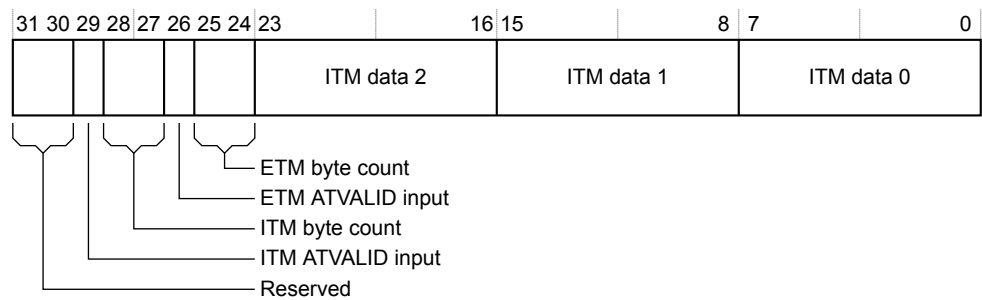 31 30 29 28 27 26 25 24 23 16 15 8 7 0
ITM data 2 ITM data 1 ITM data 0
ETM byte count
ETM ATVALID input
ITM byte count
ITM ATVALID input
Reserved